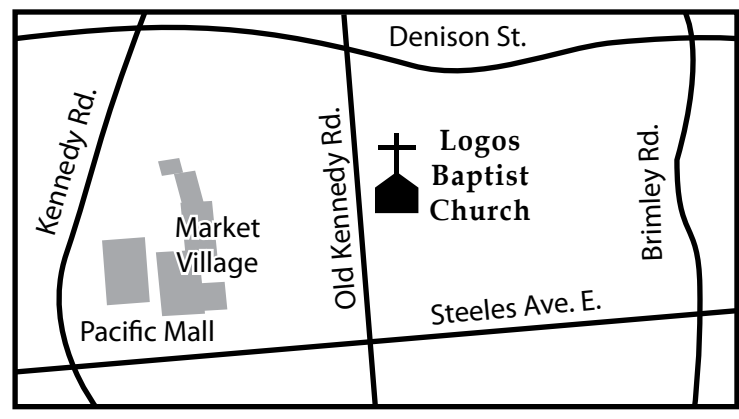 Denison St.
Kennedy Rd.
Old Kennedy Rd.
Logos
Baptist
Church
Brimley Rd.
Market
Village
Pacific Mall
Steeles Ave. E.